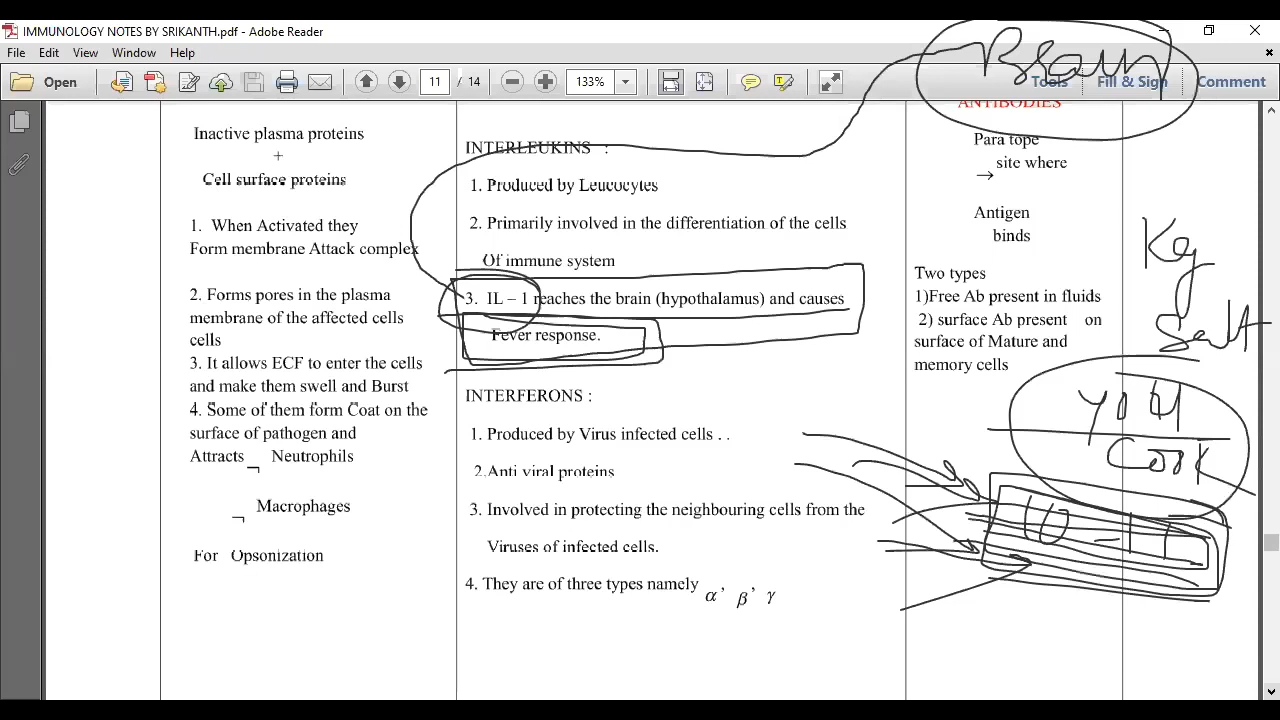 IMMUNOLOGY NOTES BY SRIKANTH.pdf - Adobe Reader
File Edit View Window Help
Open 11 / 14 133% Tools Fill & Sign Comment
Brain
Inactive plasma proteins
+
Cell surface proteins
1. When Activated they
Form membrane Attack complex
2. Forms pores in the plasma
membrane of the affected cells
cells
3. It allows ECF to enter the cells
and make them swell and Burst
4. Some of them form Coat on the
surface of pathogen and
Attracts ¬ Neutrophils
¬ Macrophages
For Opsonization
INTERLEUKINS :
1. Produced by Leucocytes
2. Primarily involved in the differentiation of the cells
Of immune system
3. IL – 1 reaches the brain (hypothalamus) and causes
Fever response.
INTERFERONS :
1. Produced by Virus infected cells . .
2.Anti viral proteins
3. Involved in protecting the neighbouring cells from the
Viruses of infected cells.
4. They are of three types namely α, β, γ
ANTIBODIES
Para tope
→ site where
Antigen
binds
Two types
1)Free Ab present in fluids
2) surface Ab present on
surface of Mature and
memory cells